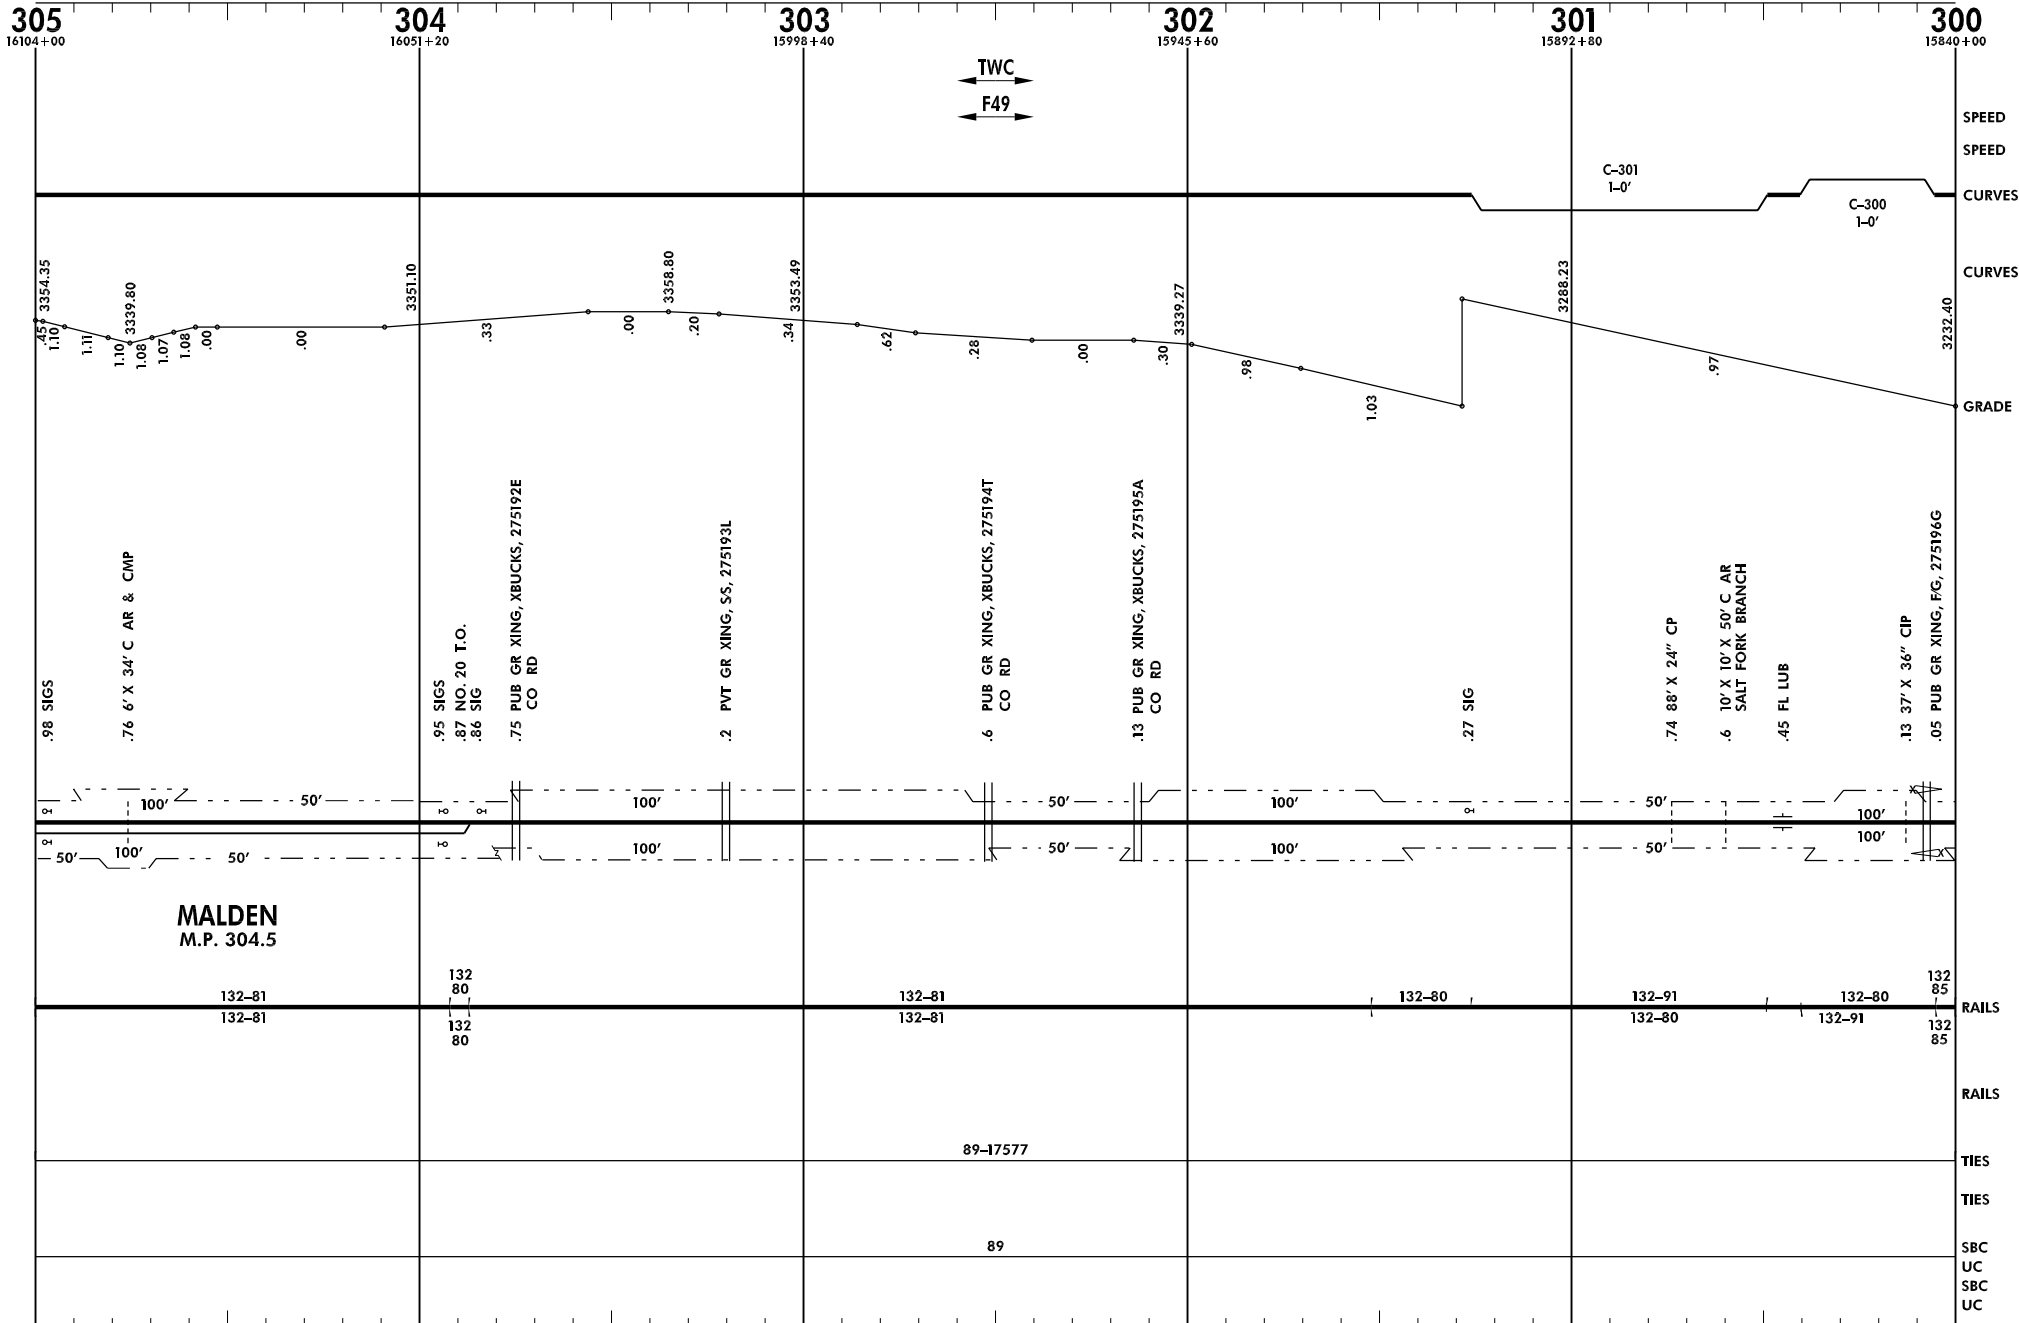 305 304 303 302 301 300
16104+00 16051+20 15998+40 15945+60 15892+80 15840+00
TWC
F49
SPEED
SPEED
C–301
1–0'
CURVES
C–300
1–0'
CURVES
3354.35
3339.80
3351.10
3358.80
3353.49
3339.27
3288.23
3232.40
.45
1.10
1.11
1.10
1.08
1.07
1.08
.00
.00
.33
.00
.20
.34
.62
.28
.00
.30
.98
1.03
.97
GRADE
.98 SIGS
.76 6' X 34' C AR & CMP
.95 SIGS
.87 NO. 20 T.O.
.86 SIG
.75 PUB GR XING, XBUCKS, 275192E
CO RD
.2 PVT GR XING, S/S, 275193L
.6 PUB GR XING, XBUCKS, 275194T
CO RD
.13 PUB GR XING, XBUCKS, 275195A
CO RD
.27 SIG
.74 88' X 24" CP
.6 10' X 10' X 50' C AR
SALT FORK BRANCH
.45 FL LUB
.13 37' X 36" CIP
.05 PUB GR XING, F/G, 275196G
100' 50' 100' 50' 100' 50' 100'
50' 100' 50' 100' 50' 100' 50' 100'
MALDEN
M.P. 304.5
132–81 132 80 132–81 132–80 132–91 132–80 132 85
RAILS
132–81 132 80 132–81 132–80 132–91 132 85
RAILS
89–17577
TIES
TIES
89
SBC
UC
SBC
UC